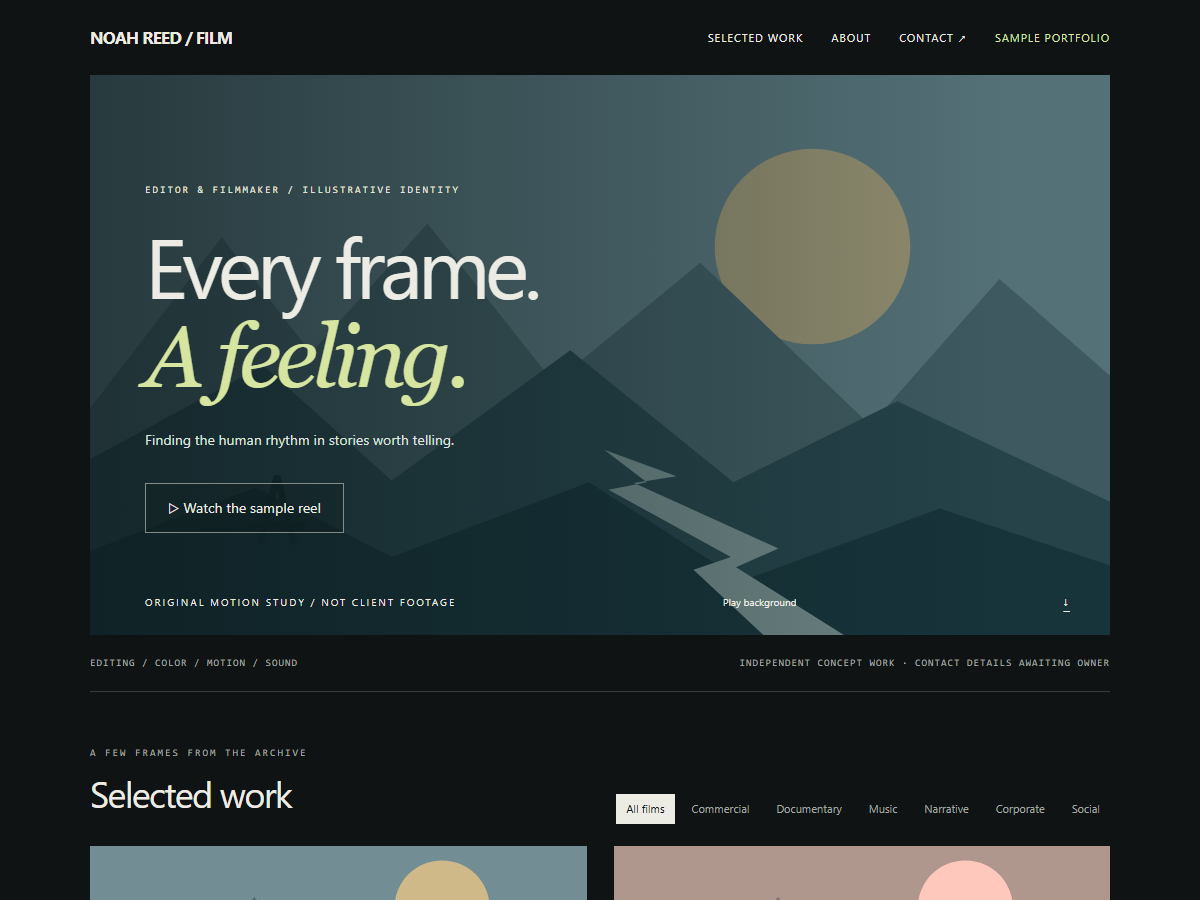 NOAH REED / FILM
SELECTED WORK ABOUT CONTACT ↗ SAMPLE PORTFOLIO
EDITOR & FILMMAKER / ILLUSTRATIVE IDENTITY
Every frame.
A feeling.
Finding the human rhythm in stories worth telling.
▷ Watch the sample reel
ORIGINAL MOTION STUDY / NOT CLIENT FOOTAGE Play background ↓
EDITING / COLOR / MOTION / SOUND INDEPENDENT CONCEPT WORK · CONTACT DETAILS AWAITING OWNER
A FEW FRAMES FROM THE ARCHIVE
Selected work
All films Commercial Documentary Music Narrative Corporate Social